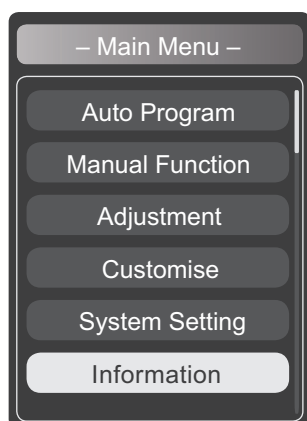 – Main Menu –
Auto Program
Manual Function
Adjustment
Customise
System Setting
Information